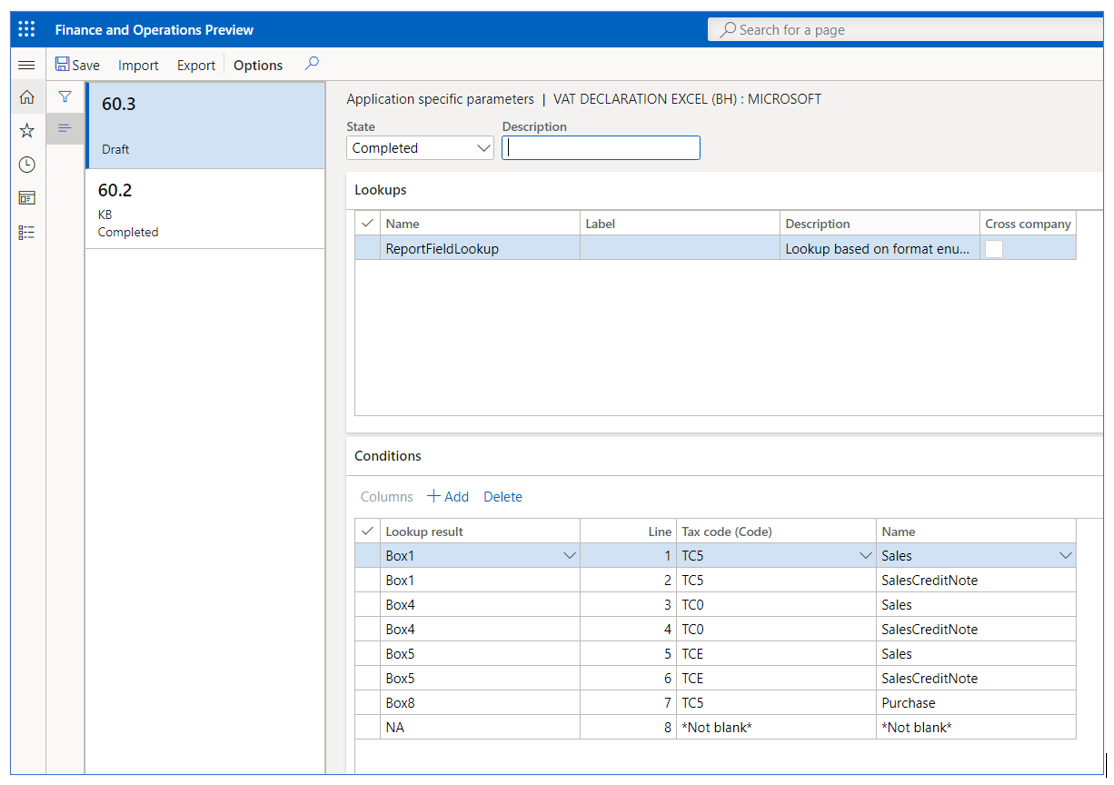 Finance and Operations Preview
Search for a page
Save Import Export Options
60.3
Draft
60.2
KB
Completed
Application specific parameters | VAT DECLARATION EXCEL (BH) : MICROSOFT
State Description
Completed
Lookups
Name Label Description Cross company
ReportFieldLookup Lookup based on format enu...
Conditions
Columns + Add Delete
Lookup result Line Tax code (Code) Name
Box1 1 TC5 Sales
Box1 2 TC5 SalesCreditNote
Box4 3 TC0 Sales
Box4 4 TC0 SalesCreditNote
Box5 5 TCE Sales
Box5 6 TCE SalesCreditNote
Box8 7 TC5 Purchase
NA 8 *Not blank* *Not blank*